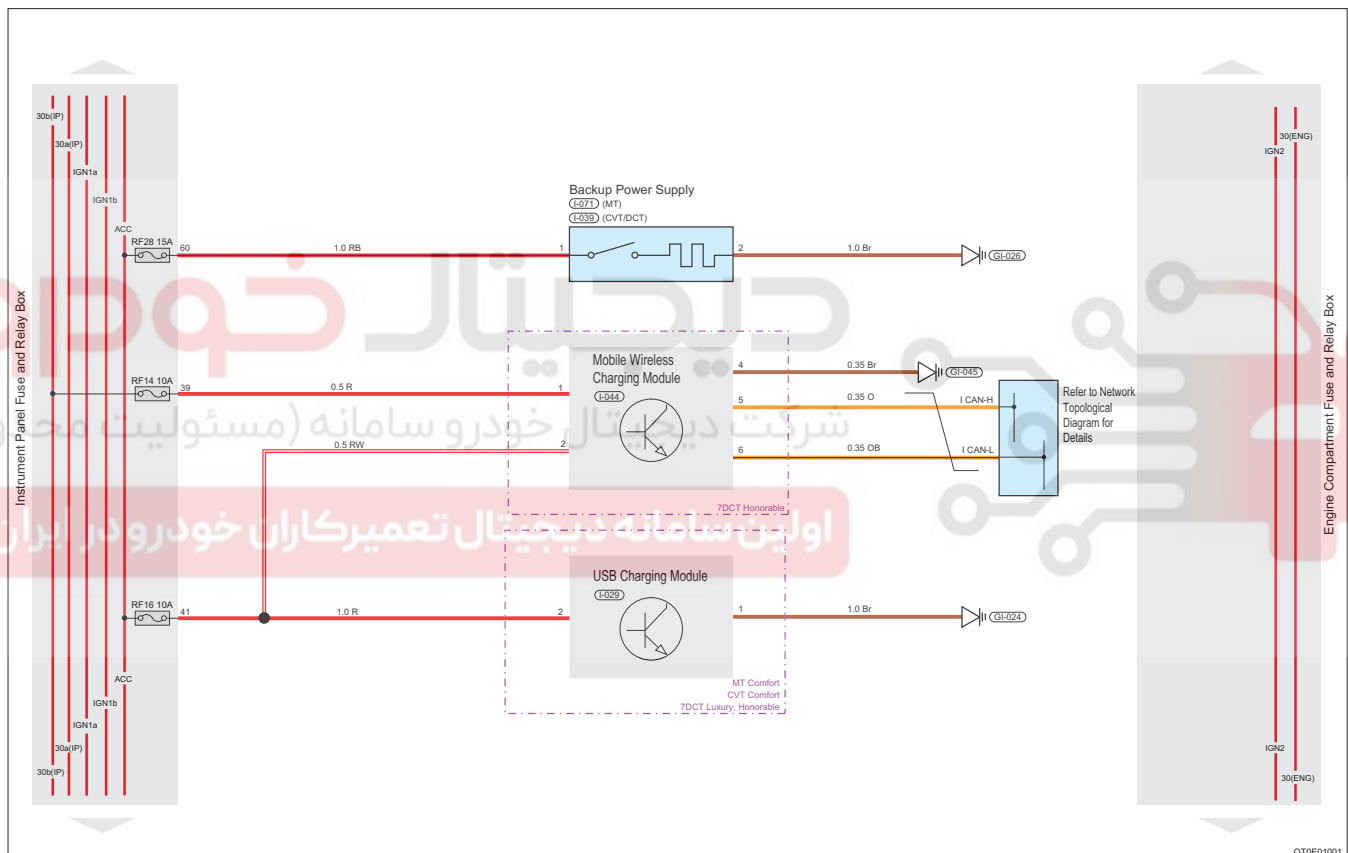 30b(IP)
30a(IP)
IGN1a
IGN1b
ACC
Instrument Panel Fuse and Relay Box
RF28 15A
60
1.0 RB
Backup Power Supply
I-071 (MT)
I-039 (CVT/DCT)
1
2
1.0 Br
GI-026
دیجیتال خودرو
RF14 10A
39
0.5 R
1
Mobile Wireless
Charging Module
I-044
4
0.35 Br
GI-045
5
0.35 O
I CAN-H
6
0.35 OB
I CAN-L
Refer to Network
Topological
Diagram for
Details
0.5 RW
2
7DCT Honorable
شرکت دیجیتال خودرو سامانه (مسئولیت
اولین سامانه دیجیتال تعمیرکاران خودرو در ایران
RF16 10A
41
1.0 R
2
USB Charging Module
I-029
1
1.0 Br
GI-024
MT Comfort
CVT Comfort
7DCT Luxury, Honorable
ACC
IGN1b
IGN1a
30a(IP)
30b(IP)
30(ENG)
IGN2
Engine Compartment Fuse and Relay Box
IGN2
30(ENG)
QT0E01001